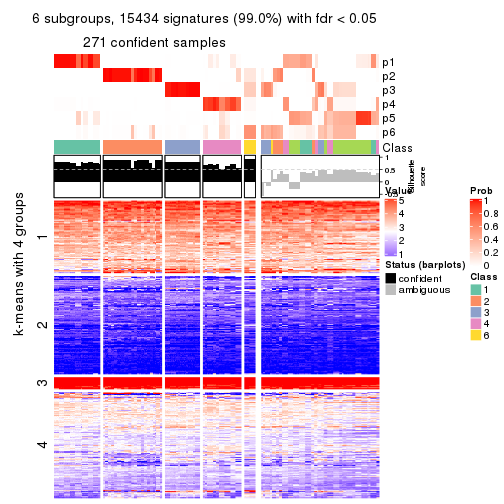 6 subgroups, 15434 signatures (99.0%) with fdr < 0.05
271 confident samples
p1
p2
p3
p4
p5
p6
Class
1
0.5
0
Silhouette
score
k-means with 4 groups
1
2
3
4
Value
5
4
3
2
1
Status (barplots)
confident
ambiguous
Prob
1
0.8
0.6
0.4
0.2
0
Class
1
2
3
4
6